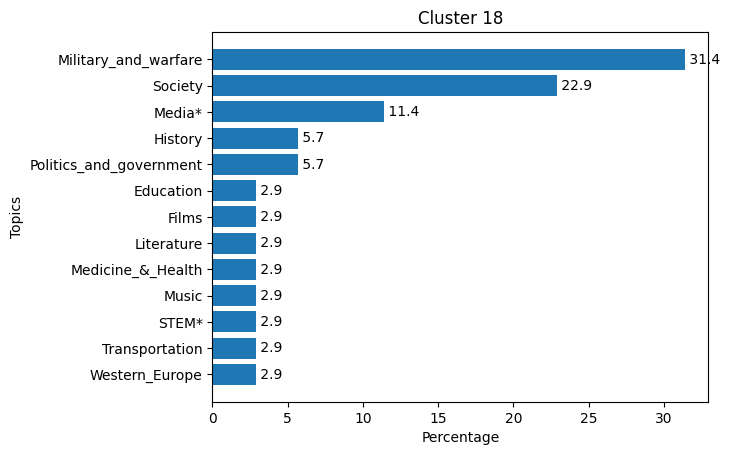 Cluster 18
Military_and_warfare 31.4
Society 22.9
Media* 11.4
History 5.7
Politics_and_government 5.7
Education 2.9
Films 2.9
Literature 2.9
Medicine_&_Health 2.9
Music 2.9
STEM* 2.9
Transportation 2.9
Western_Europe 2.9
Topics
0 5 10 15 20 25 30
Percentage